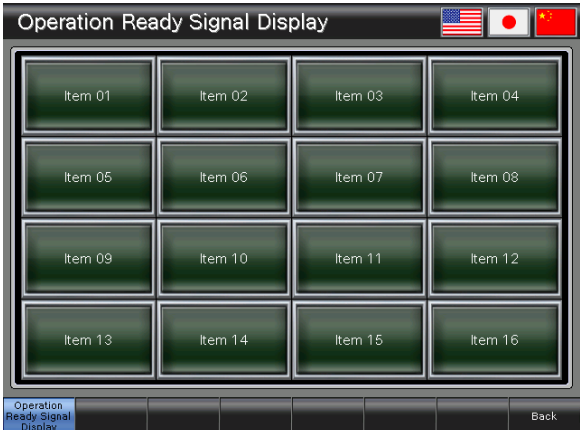 Operation Ready Signal Display
Item 01
Item 02
Item 03
Item 04
Item 05
Item 06
Item 07
Item 08
Item 09
Item 10
Item 11
Item 12
Item 13
Item 14
Item 15
Item 16
Operation
Ready Signal
Display
Back